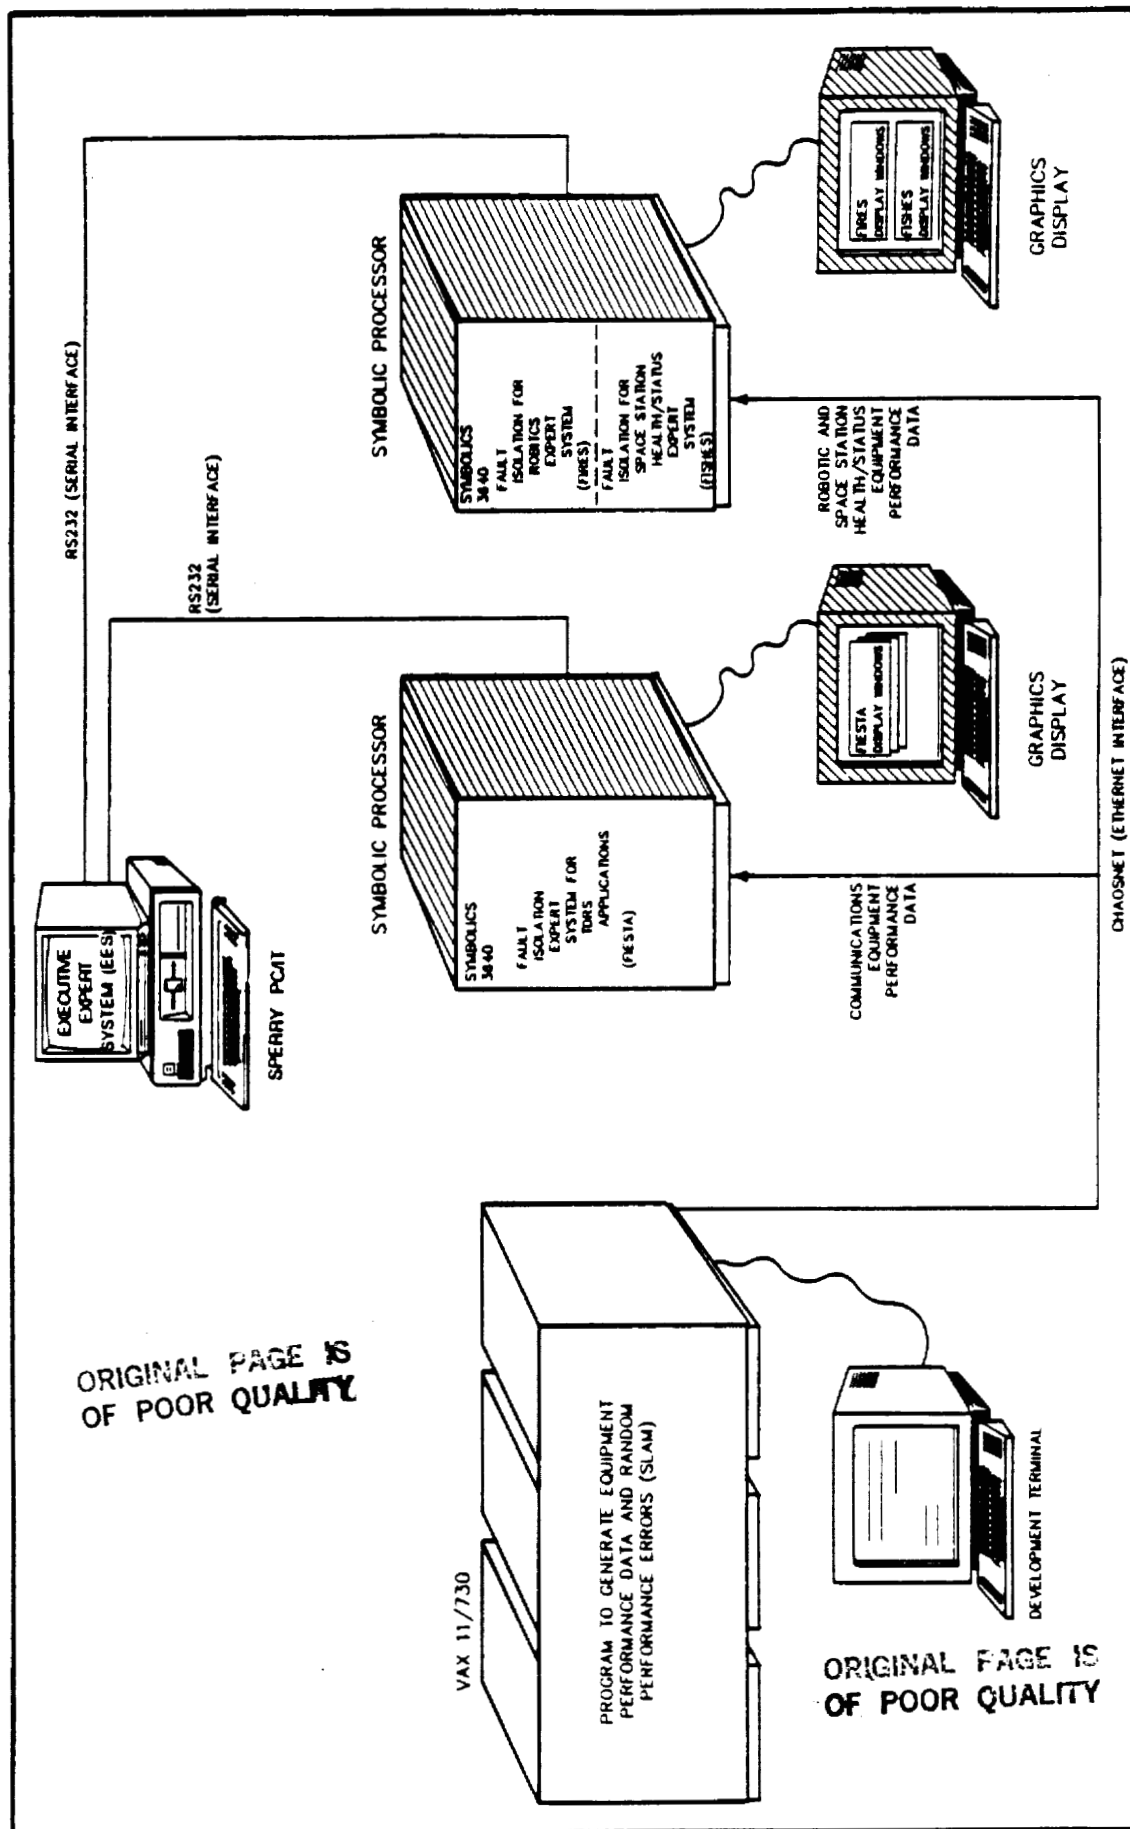 EXECUTIVE
EXPERT
SYSTEM (EES)
SPERRY PC/IT
RS232 (SERIAL INTERFACE)
RS232
(SERIAL INTERFACE)
SYMBOLIC PROCESSOR
SYMBOLICS
3640
FAULT
ISOLATION
EXPERT
SYSTEM FOR
TDRS
APPLICATIONS
(FIESTA)
SYMBOLIC PROCESSOR
SYMBOLICS
3640
FAULT
ISOLATION FOR
ROBITCS
EXPERT
SYSTEM
(FIRES)
FAULT
ISOLATION FOR
SPACE STATION
HEALTH/STATUS
EXPERT
SYSTEM
(FISHES)
VAX 11/730
PROGRAM TO GENERATE EQUIPMENT
PERFORMANCE DATA AND RANDOM
PERFORMANCE ERRORS (SLAM)
DEVELOPMENT TERMINAL
COMMUNICATIONS
EQUIPMENT
PERFORMANCE
DATA
FIESTA
DISPLAY WINDOWS
GRAPHICS
DISPLAY
ROBOTIC AND
SPACE STATION
HEALTH/STATUS
EQUIPMENT
PERFORMANCE
DATA
FIRES
DISPLAY WINDOWS
FISHES
DISPLAY WINDOWS
GRAPHICS
DISPLAY
CHAOSNET (ETHERNET INTERFACE)
ORIGINAL PAGE IS
OF POOR QUALITY
ORIGINAL PAGE IS
OF POOR QUALITY